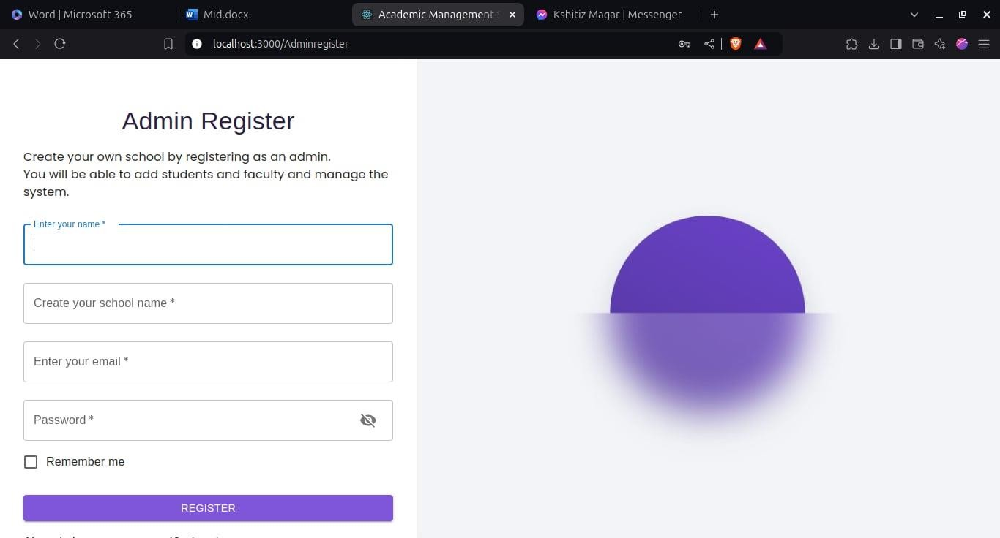 Word | Microsoft 365
Mid.docx
Academic Management
Kshitiz Magar | Messenger
localhost:3000/Adminregister
Admin Register
Create your own school by registering as an admin.
You will be able to add students and faculty and manage the
system.
Enter your name *
Create your school name *
Enter your email *
Password *
Remember me
REGISTER